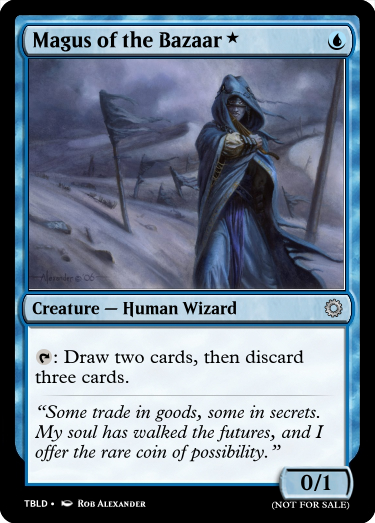 Magus of the Bazaar ★
Alexander © 06
Creature — Human Wizard
: Draw two cards, then discard
three cards.
“Some trade in goods, some in secrets.
My soul has walked the futures, and I
offer the rare coin of possibility.”
0/1
TBLD • Rob Alexander
(NOT FOR SALE)